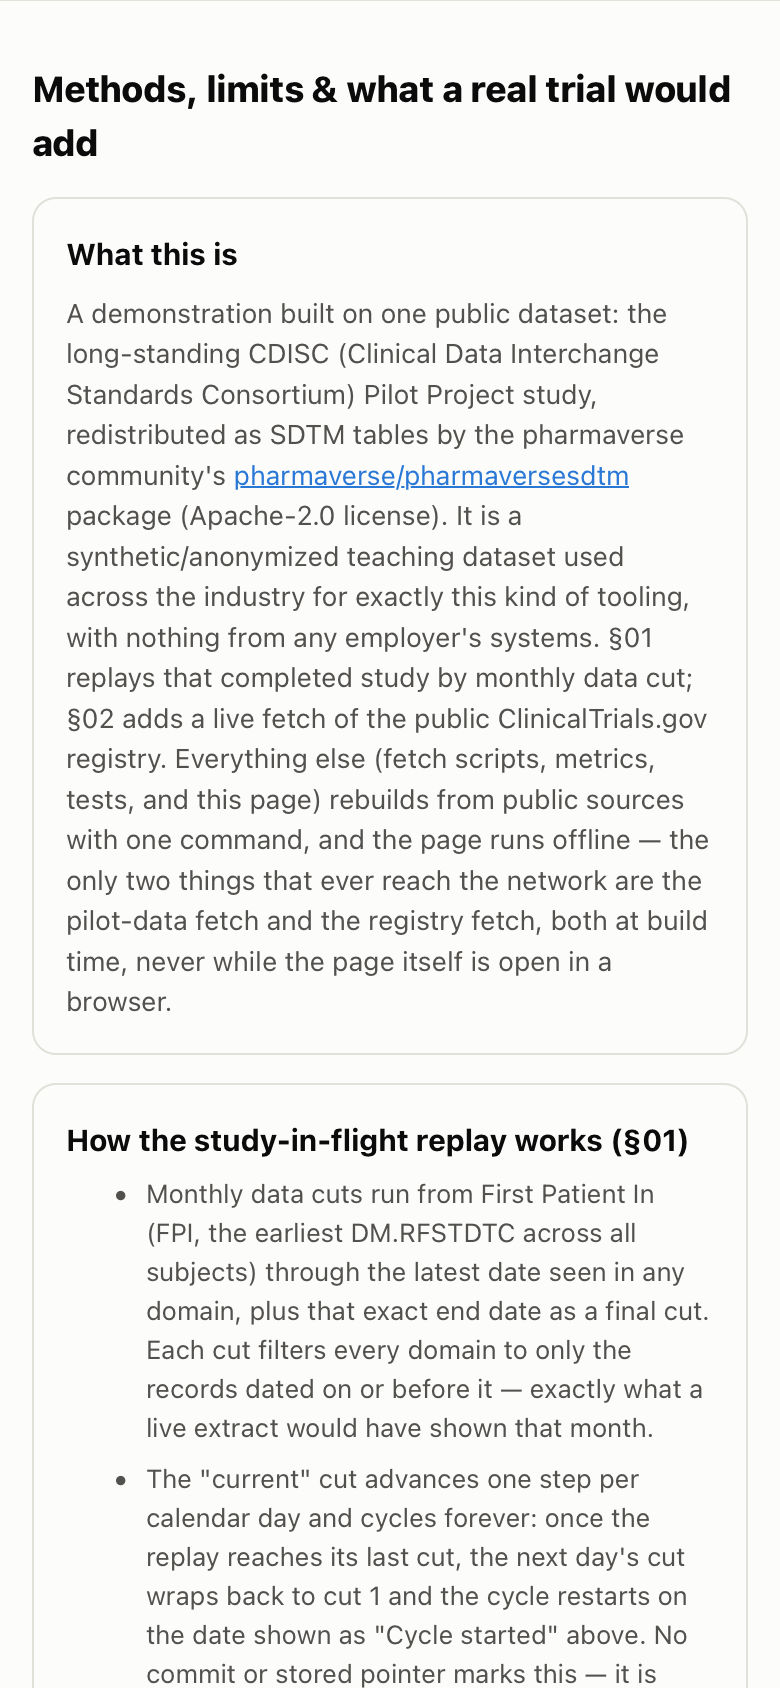 Methods, limits & what a real trial would
add
What this is
A demonstration built on one public dataset: the
long-standing CDISC (Clinical Data Interchange
Standards Consortium) Pilot Project study,
redistributed as SDTM tables by the pharmaverse
community's pharmaverse/pharmaversesdtm
package (Apache-2.0 license). It is a
synthetic/anonymized teaching dataset used
across the industry for exactly this kind of tooling,
with nothing from any employer's systems. §01
replays that completed study by monthly data cut;
§02 adds a live fetch of the public ClinicalTrials.gov
registry. Everything else (fetch scripts, metrics,
tests, and this page) rebuilds from public sources
with one command, and the page runs offline — the
only two things that ever reach the network are the
pilot-data fetch and the registry fetch, both at build
time, never while the page itself is open in a
browser.
How the study-in-flight replay works (§01)
• Monthly data cuts run from First Patient In
(FPI, the earliest DM.RFSTDTC across all
subjects) through the latest date seen in any
domain, plus that exact end date as a final cut.
Each cut filters every domain to only the
records dated on or before it — exactly what a
live extract would have shown that month.
• The "current" cut advances one step per
calendar day and cycles forever: once the
replay reaches its last cut, the next day's cut
wraps back to cut 1 and the cycle restarts on
the date shown as "Cycle started" above. No
commit or stored pointer marks this — it is